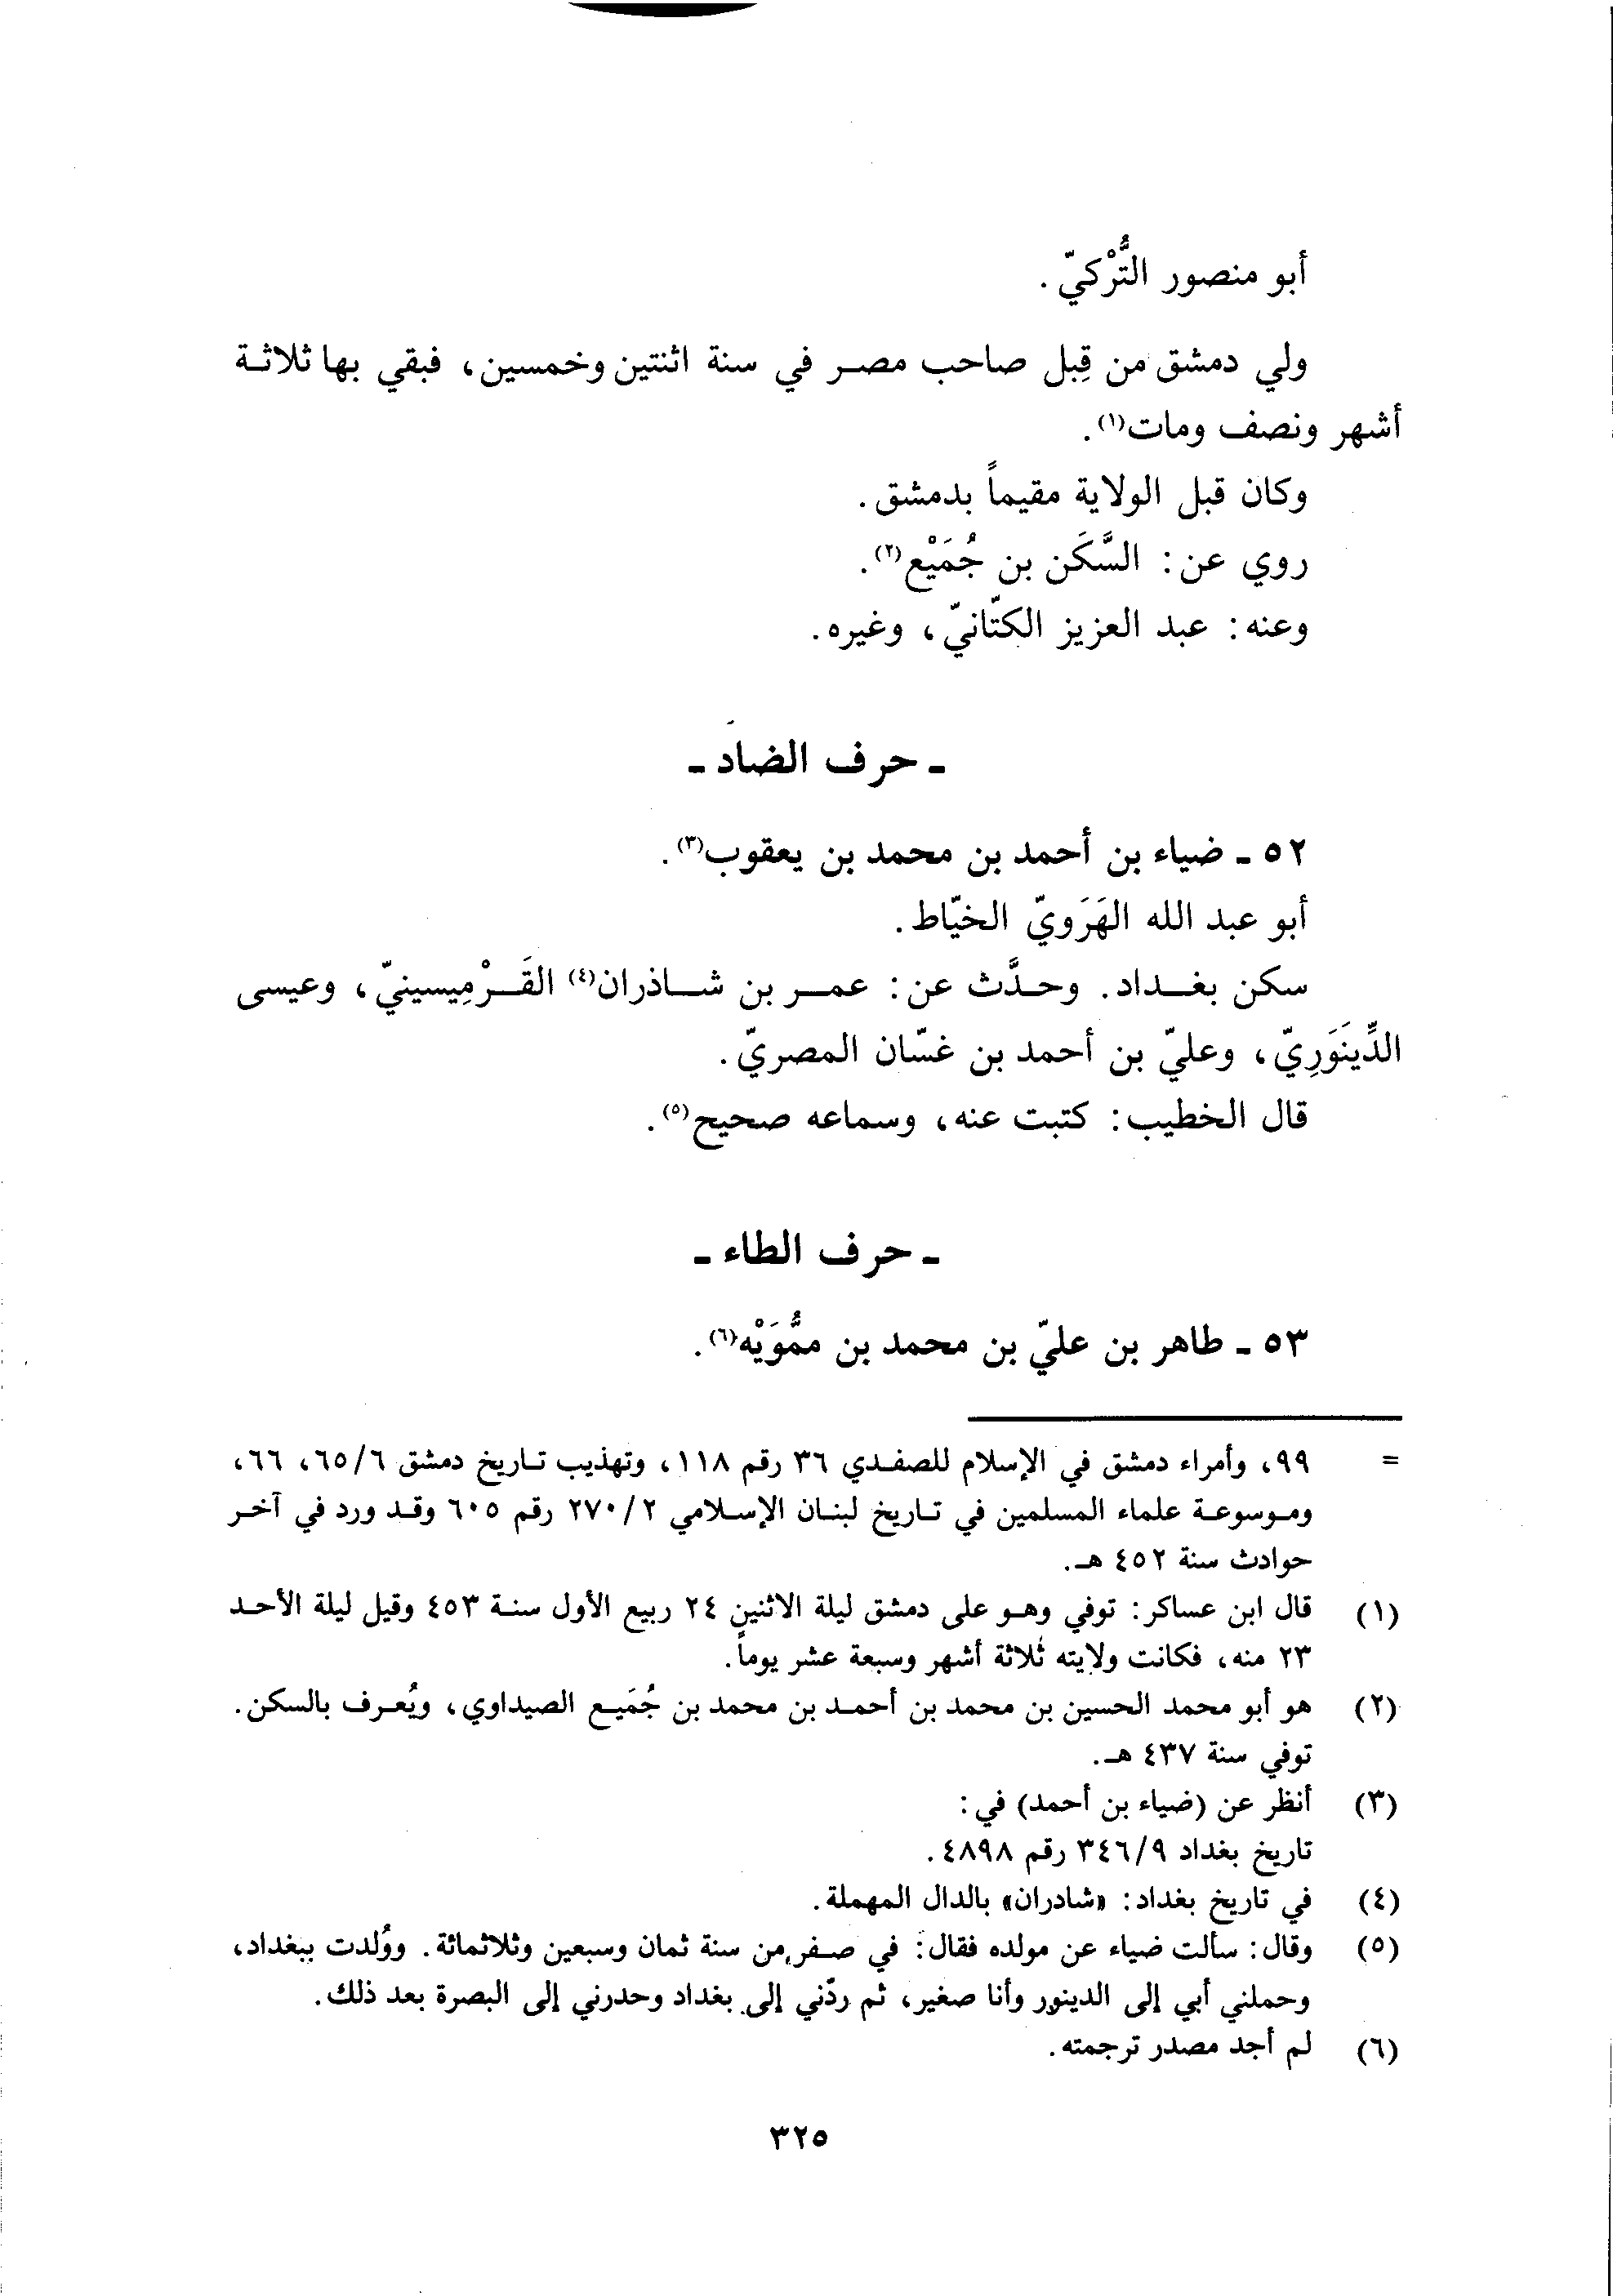 أبو منصور التُّرْكيّ.
ولي دمشق من قِبل صاحب مصر في سنة اثنتين وخمسين، فبقي بها ثلاثة
أشهر ونصف ومات(١).
وكان قبل الولاية مقيماً بدمشق.
روي عن: السَّكَن بن جُمَيْع(٢).
وعنه: عبد العزيز الكتّانيّ، وغيره.
- حرف الضاد -
٥٢ - ضياء بن أحمد بن محمد بن يعقوب(٣).
أبو عبد الله الهَرَويّ الخيّاط.
سكن بغداد. وحدَّث عن: عمر بن شاذران(٤) القَرْمِيسينيّ، وعيسى
الدِّينَوَرِيّ، وعليّ بن أحمد بن غسّان المصريّ.
قال الخطيب: كتبت عنه، وسماعه صحيح(٥).
- حرف الطاء -
٥٣ - طاهر بن عليّ بن محمد بن ممُّوَيْه(٦).
= ٩٩، وأمراء دمشق في الإسلام للصفدي ٣٦ رقم ١١٨، وتهذيب تاريخ دمشق ٦/٦٥، ٦٦،
وموسوعة علماء المسلمين في تاريخ لبنان الإسلامي ٢/٢٧٠ رقم ٦٠٥ وقد ورد في آخر
حوادث سنة ٤٥٢ هـ.
(١) قال ابن عساكر: توفي وهو على دمشق ليلة الاثنين ٢٤ ربيع الأول سنة ٤٥٣ وقيل ليلة الأحد
٢٣ منه، فكانت ولايته ثلاثة أشهر وسبعة عشر يوماً.
(٢) هو أبو محمد الحسين بن محمد بن أحمد بن محمد بن جُمَيع الصيداوي، ويُعرف بالسكن.
توفي سنة ٤٣٧ هـ.
(٣) أنظر عن (ضياء بن أحمد) في:
تاريخ بغداد ٩/٣٤٦ رقم ٤٨٩٨.
(٤) في تاريخ بغداد: «شادران» بالدال المهملة.
(٥) وقال: سألت ضياء عن مولده فقال: في صفر من سنة ثمان وسبعين وثلاثمائة. ووُلدت ببغداد،
وحملني أبي إلى الدينور وأنا صغير، ثم ردّني إلى بغداد وحدرني إلى البصرة بعد ذلك.
(٦) لم أجد مصدر ترجمته.
٣٢٥